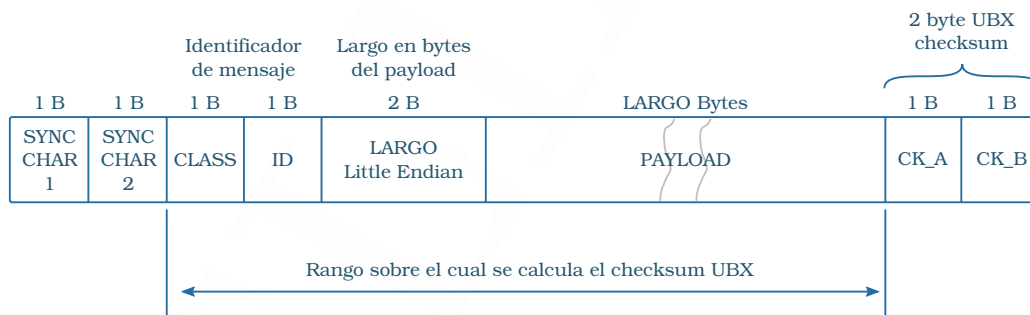 2 byte UBX
checksum
Identificador
de mensaje
Largo en bytes
del payload
1 B 1 B 1 B 1 B 2 B LARGO Bytes 1 B 1 B
SYNC
CHAR
1
SYNC
CHAR
2
CLASS
ID
LARGO
Little Endian
PAYLOAD
CK_A
CK_B
Rango sobre el cual se calcula el checksum UBX